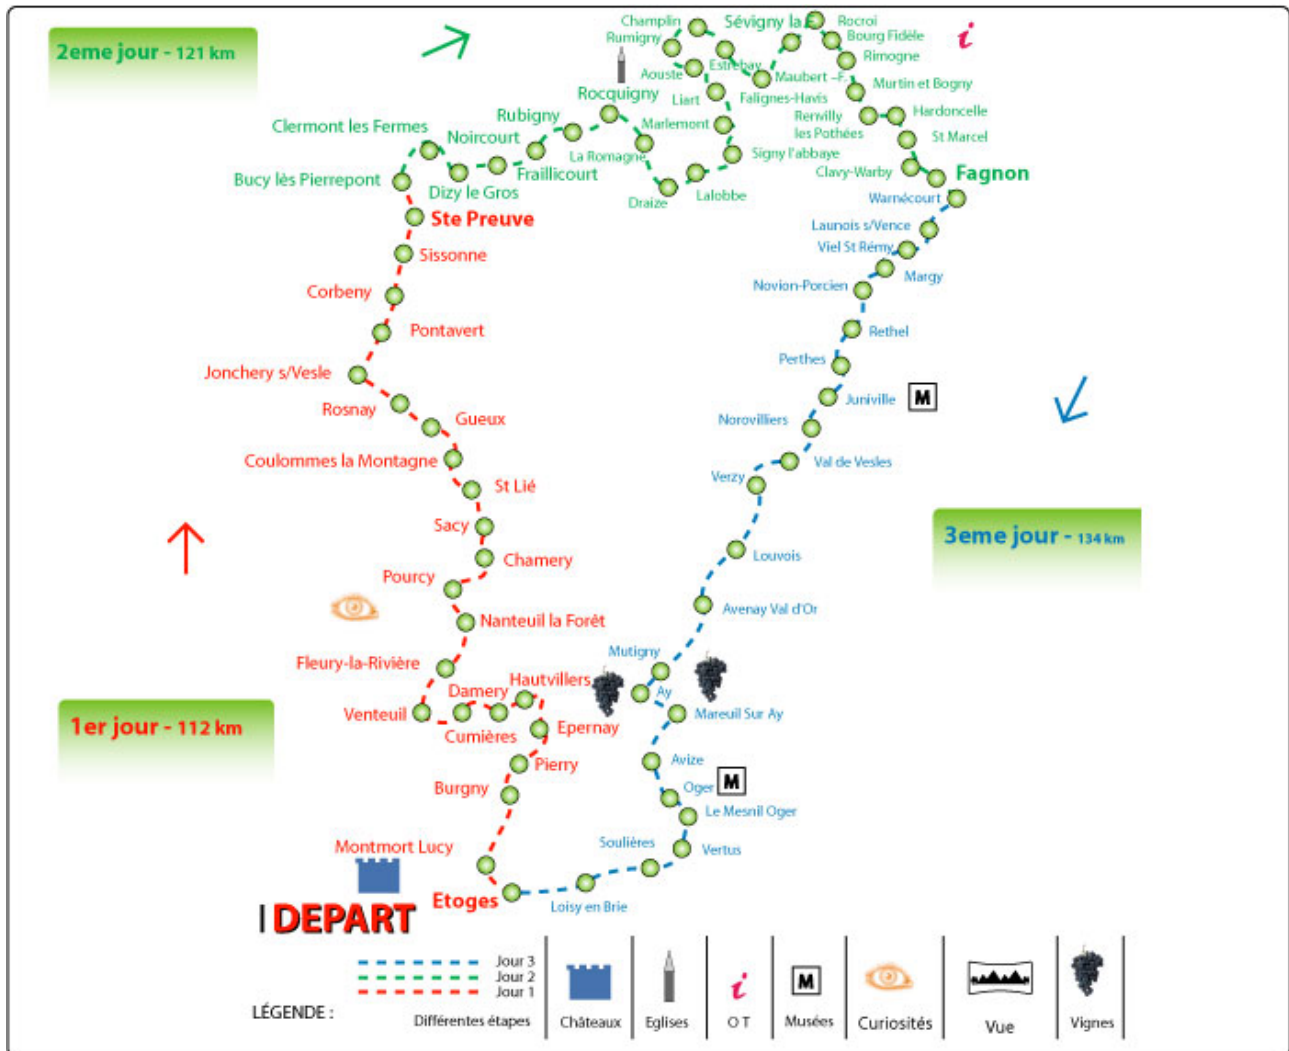 2eme jour - 121 km
Champlin
Sévigny la F.
Rocroi
Rumigny
Bourg Fidèle
Rimogne
Aouste
Estrebay
Maubert -F.
Liart
Falignes-Havis
Murtin et Bogny
Rocquigny
Rubigny
Marlemont
Renvilly
les Pothées
Hardoncelle
St Marcel
Clermont les Fermes
Noircourt
La Romagne
Signy l'abbaye
Bucy lès Pierrepont
Dizy le Gros
Fraillicourt
Draize
Lalobbe
Clavy-Warby
Fagnon
Warnécourt
Ste Preuve
Launois s/Vence
Sissonne
Viel St Rémy
Margy
Corbeny
Novion-Porcien
Pontavert
Rethel
Jonchery s/Vesle
Perthes
Rosnay
Juniville
M
Gueux
Norovilliers
Coulommes la Montagne
Val de Vesles
St Lié
Verzy
Sacy
3eme jour - 134 km
Chamery
Louvois
Pourcy
Nanteuil la Forêt
Avenay Val d'Or
Fleury-la-Rivière
Mutigny
Hautvillers
Damery
Ay
Venteuil
Mareuil Sur Ay
1er jour - 112 km
Cumières
Epernay
Pierry
Avize
Burgny
Oger
M
Le Mesnil Oger
Montmort Lucy
Soulières
Vertus
Etoges
Loisy en Brie
DEPART
Jour 3
Jour 2
Jour 1
LÉGENDE :
Différentes étapes
Châteaux
Eglises
i
O T
M
Musées
Curiosités
Vue
Vignes
i